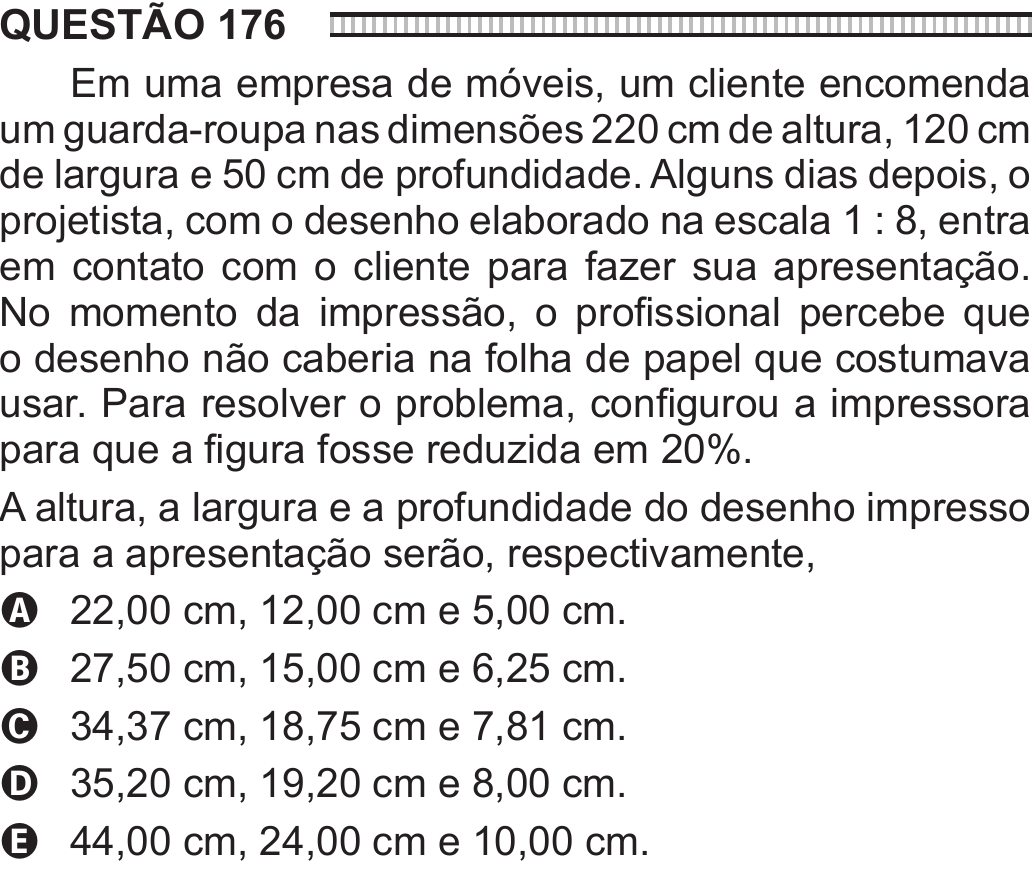 QUESTÃO 176
Em uma empresa de móveis, um cliente encomenda
um guarda-roupa nas dimensões 220 cm de altura, 120 cm
de largura e 50 cm de profundidade. Alguns dias depois, o
projetista, com o desenho elaborado na escala 1 : 8, entra
em contato com o cliente para fazer sua apresentação.
No momento da impressão, o profissional percebe que
o desenho não caberia na folha de papel que costumava
usar. Para resolver o problema, configurou a impressora
para que a figura fosse reduzida em 20%.
A altura, a largura e a profundidade do desenho impresso
para a apresentação serão, respectivamente,
A 22,00 cm, 12,00 cm e 5,00 cm.
B 27,50 cm, 15,00 cm e 6,25 cm.
C 34,37 cm, 18,75 cm e 7,81 cm.
D 35,20 cm, 19,20 cm e 8,00 cm.
E 44,00 cm, 24,00 cm e 10,00 cm.